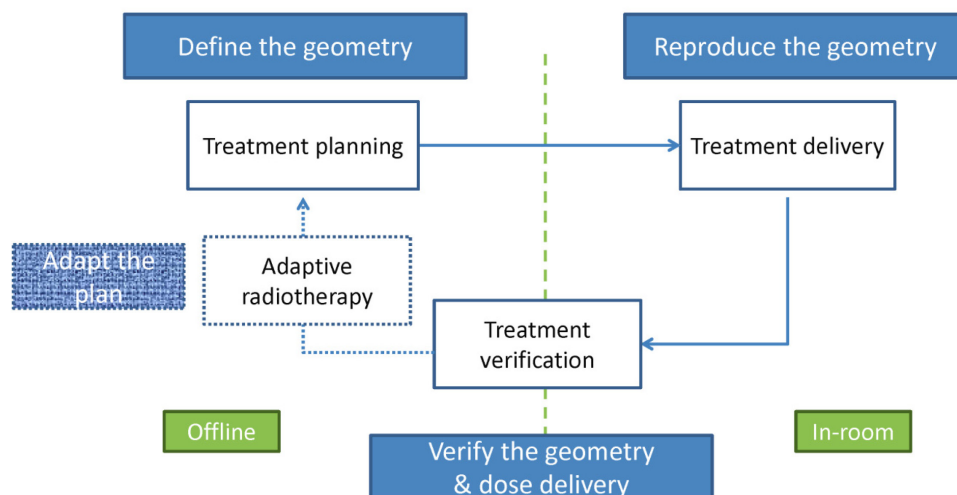 Define the geometry
Reproduce the geometry
Treatment planning
Treatment delivery
Adapt the
plan
Adaptive
radiotherapy
Treatment
verification
Offline
In-room
Verify the geometry
& dose delivery